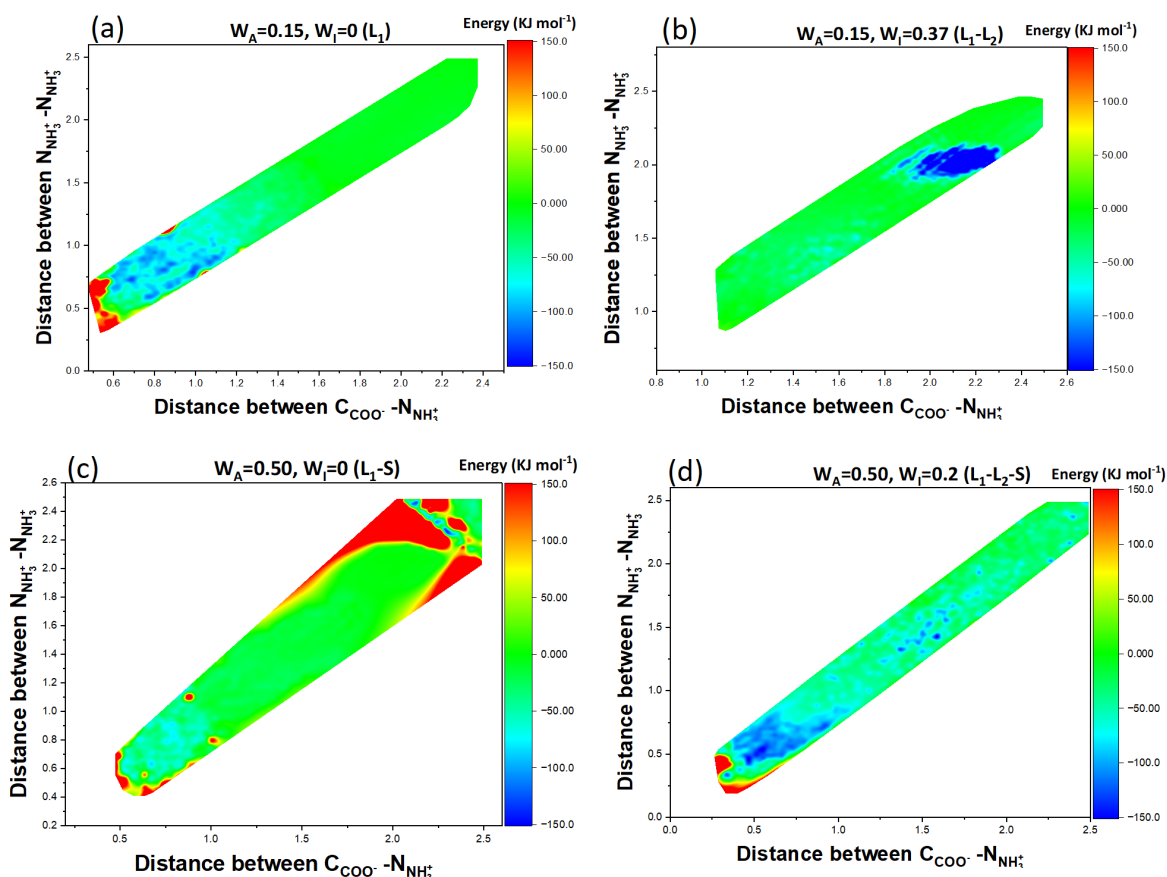 (a)
W_A=0.15, W_I=0 (L_1)
Energy (KJ mol⁻¹)
Distance between N_NH₃⁺ -N_NH₃⁺
2.5
2.0
1.5
1.0
0.5
0.0
0.6 0.8 1.0 1.2 1.4 1.6 1.8 2.0 2.2 2.4
Distance between C_COO⁻ -N_NH₃⁺
150.0
100.0
50.00
0.000
−50.00
−100.0
−150.0
(b)
W_A=0.15, W_I=0.37 (L_1-L_2)
Energy (KJ mol⁻¹)
Distance between N_NH₃⁺ -N_NH₃⁺
2.5
2.0
1.5
1.0
0.8 1.0 1.2 1.4 1.6 1.8 2.0 2.2 2.4 2.6
Distance between C_COO⁻ -N_NH₃⁺
150.0
100.0
50.00
0.000
−50.00
−100.0
−150.0
(c)
W_A=0.50, W_I=0 (L_1-S)
Energy (KJ mol⁻¹)
Distance between N_NH₃⁺ -N_NH₃⁺
2.6
2.4
2.2
2.0
1.8
1.6
1.4
1.2
1.0
0.8
0.6
0.4
0.2
0.5 1.0 1.5 2.0 2.5
Distance between C_COO⁻ -N_NH₃⁺
150.0
100.0
50.00
0.000
−50.00
−100.0
−150.0
(d)
W_A=0.50, W_I=0.2 (L_1-L_2-S)
Energy (KJ mol⁻¹)
Distance between N_NH₃⁺ -N_NH₃⁺
2.5
2.0
1.5
1.0
0.5
0.0
0.0 0.5 1.0 1.5 2.0 2.5
Distance between C_COO⁻ -N_NH₃⁺
150.0
100.0
50.00
0.000
−50.00
−100.0
−150.0